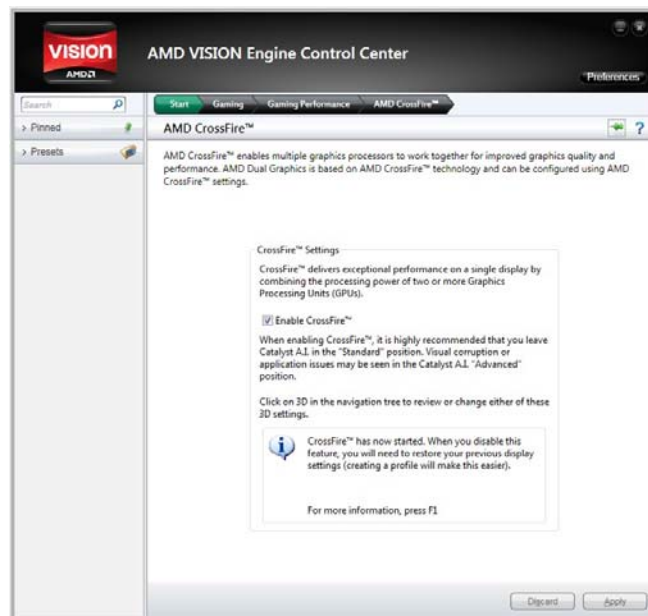 VISION
AMD
AMD VISION Engine Control Center
Preferences
Search
Start Gaming Gaming Performance AMD CrossFire™
> Pinned
AMD CrossFire™
?
> Presets
AMD CrossFire™ enables multiple graphics processors to work together for improved graphics quality and
performance. AMD Dual Graphics is based on AMD CrossFire™ technology and can be configured using AMD
CrossFire™ settings.
CrossFire™ Settings
CrossFire™ delivers exceptional performance on a single display by
combining the processing power of two or more Graphics
Processing Units (GPUs).
Enable CrossFire™
When enabling CrossFire™, it is highly recommended that you leave
Catalyst A.I. in the "Standard" position. Visual corruption or
application issues may be seen in the Catalyst A.I. "Advanced"
position.
Click on 3D in the navigation tree to review or change either of these
3D settings.
CrossFire™ has now started. When you disable this
feature, you will need to restore your previous display
settings (creating a profile will make this easier).
For more information, press F1
Discard
Apply